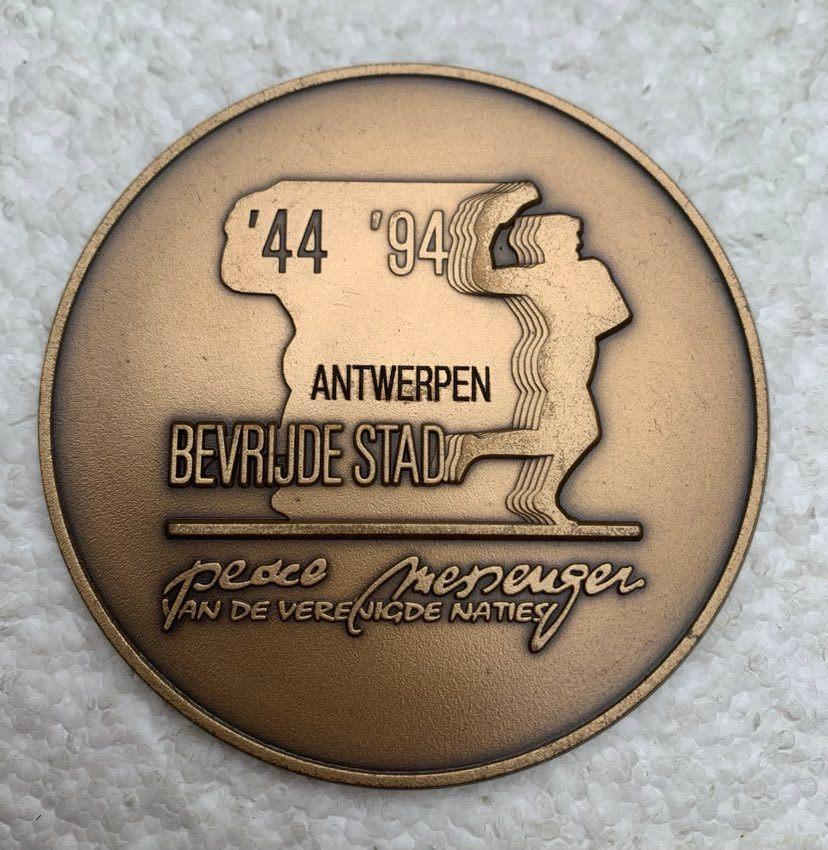 '44 '94
ANTWERPEN
BEVRIJDE STAD
peace messenger
VAN DE VERENIGDE NATIES